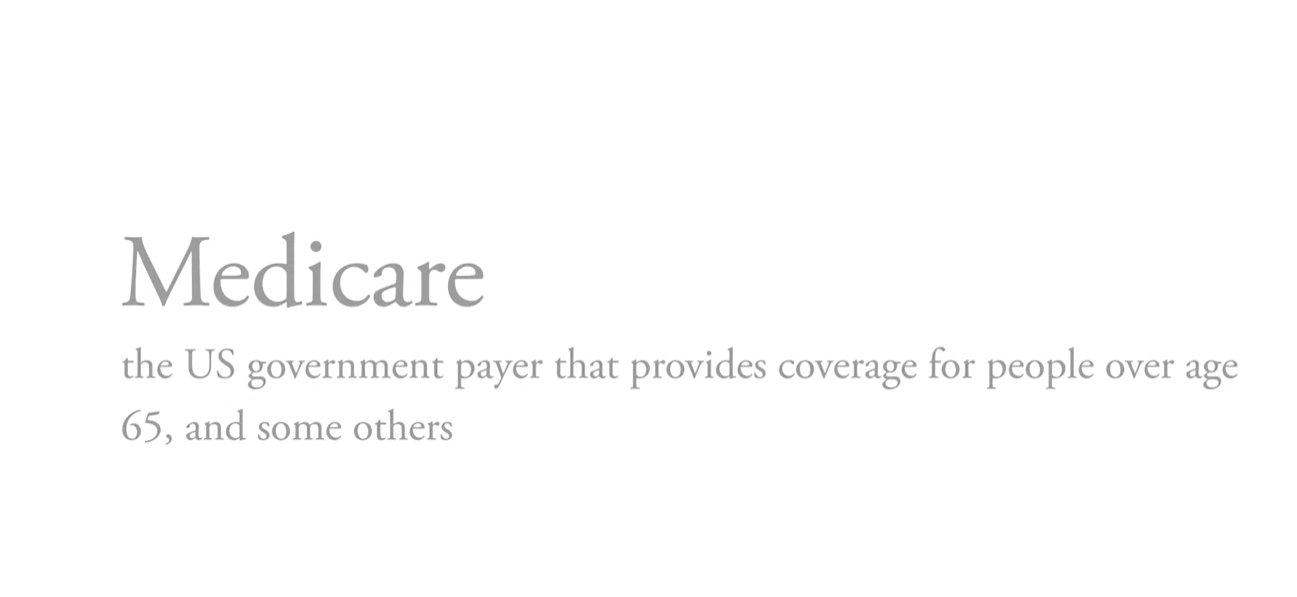 Medicare
the US government payer that provides coverage for people over age
65, and some others